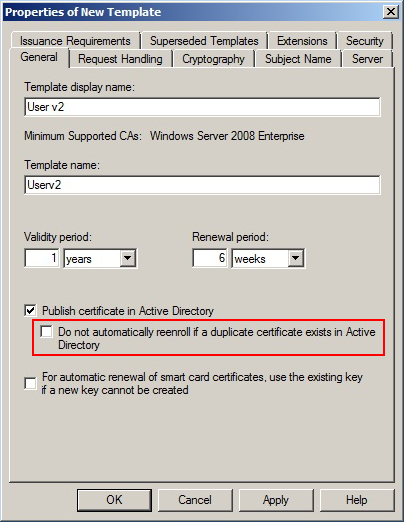 Properties of New Template
Issuance Requirements Superseded Templates Extensions Security
General Request Handling Cryptography Subject Name Server
Template display name:
User v2
Minimum Supported CAs: Windows Server 2008 Enterprise
Template name:
Userv2
Validity period: Renewal period:
1 years 6 weeks
Publish certificate in Active Directory
Do not automatically reenroll if a duplicate certificate exists in Active
Directory
For automatic renewal of smart card certificates, use the existing key
if a new key cannot be created
OK Cancel Apply Help